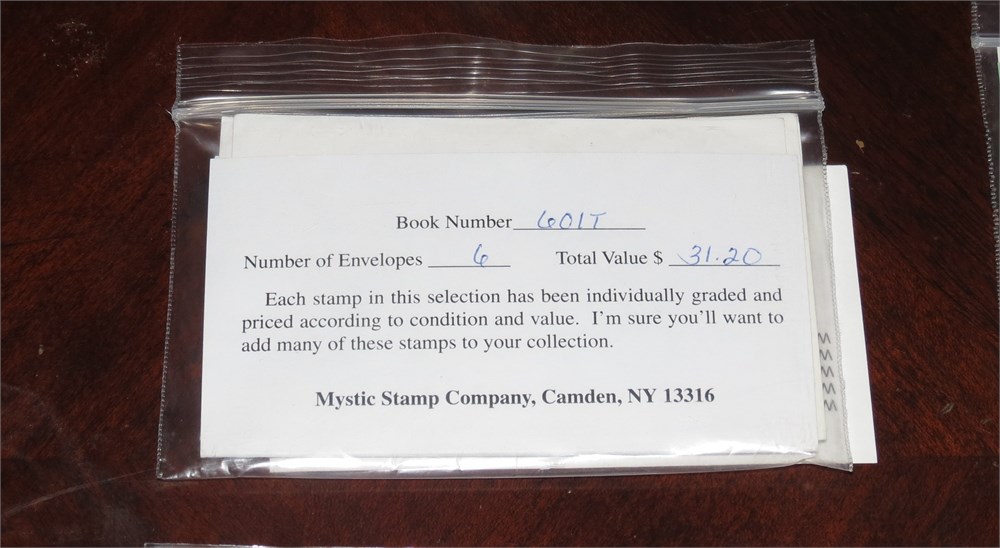 Book Number 601T
Number of Envelopes 6 Total Value $ 31.20
Each stamp in this selection has been individually graded and
priced according to condition and value. I'm sure you'll want to
add many of these stamps to your collection.
Mystic Stamp Company, Camden, NY 13316